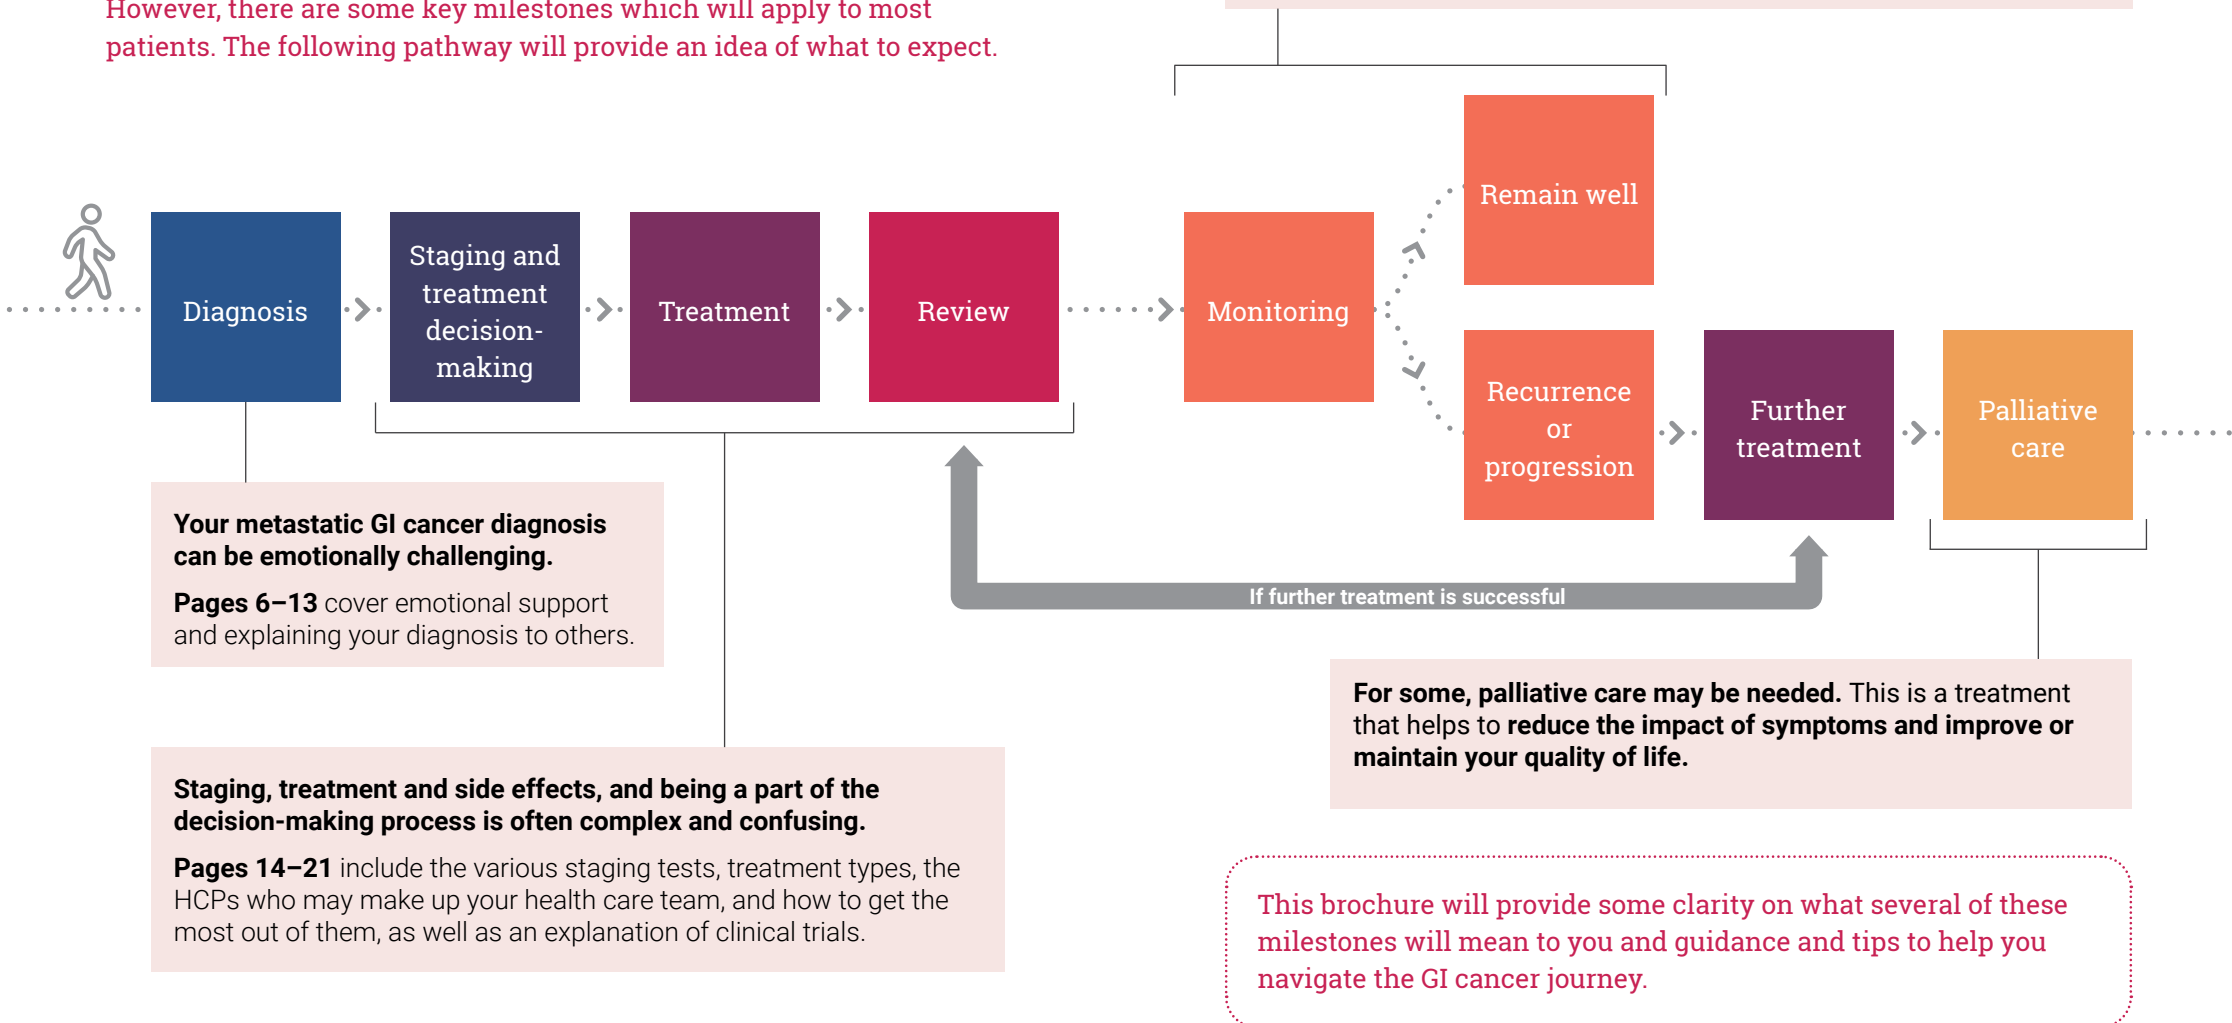 However, there are some key milestones which will apply to most
patients. The following pathway will provide an idea of what to expect.
Diagnosis
Staging and
treatment
decision-
making
Treatment
Review
Monitoring
Remain well
Recurrence
or
progression
Further
treatment
Palliative
care
If further treatment is successful
Your metastatic GI cancer diagnosis
can be emotionally challenging.
Pages 6–13 cover emotional support
and explaining your diagnosis to others.
Staging, treatment and side effects, and being a part of the
decision-making process is often complex and confusing.
Pages 14–21 include the various staging tests, treatment types, the
HCPs who may make up your health care team, and how to get the
most out of them, as well as an explanation of clinical trials.
For some, palliative care may be needed. This is a treatment
that helps to reduce the impact of symptoms and improve or
maintain your quality of life.
This brochure will provide some clarity on what several of these
milestones will mean to you and guidance and tips to help you
navigate the GI cancer journey.